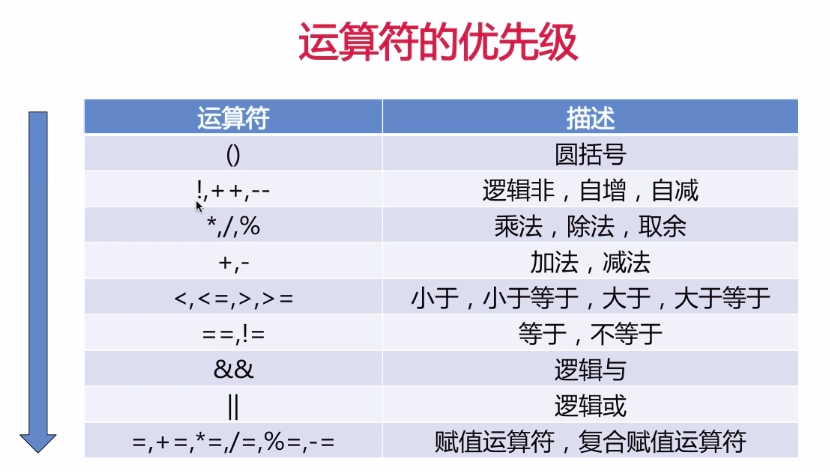 运算符的优先级
运算符 描述
() 圆括号
!,++,-- 逻辑非，自增，自减
*,/,% 乘法，除法，取余
+,- 加法，减法
<,<=,>,>= 小于，小于等于，大于，大于等于
==,!= 等于，不等于
&& 逻辑与
|| 逻辑或
=,+=,*=,/=,%=,-= 赋值运算符，复合赋值运算符